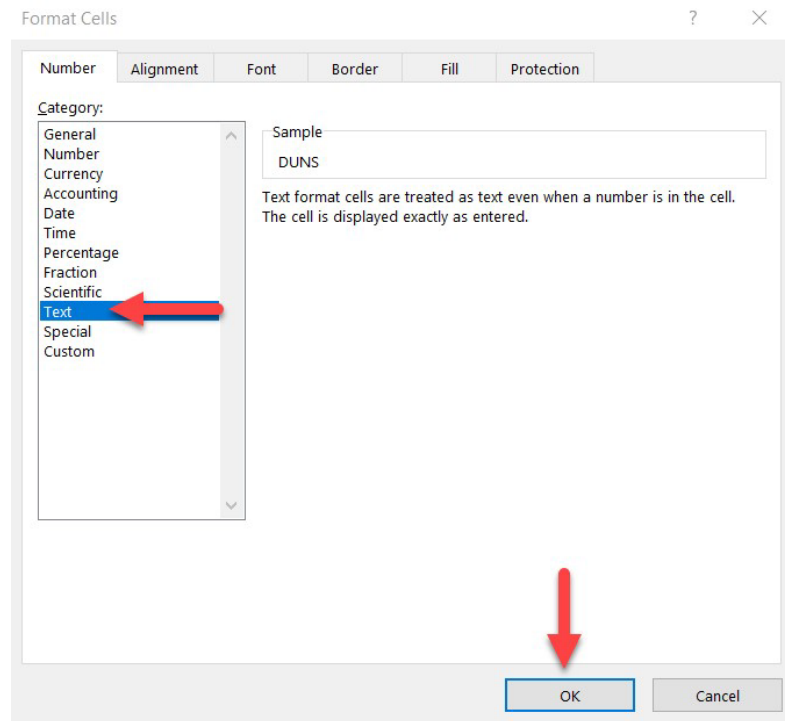 Format Cells ? ×
Number Alignment Font Border Fill Protection
Category:
General
Number
Currency
Accounting
Date
Time
Percentage
Fraction
Scientific
Text
Special
Custom
Sample
DUNS
Text format cells are treated as text even when a number is in the cell.
The cell is displayed exactly as entered.
OK Cancel